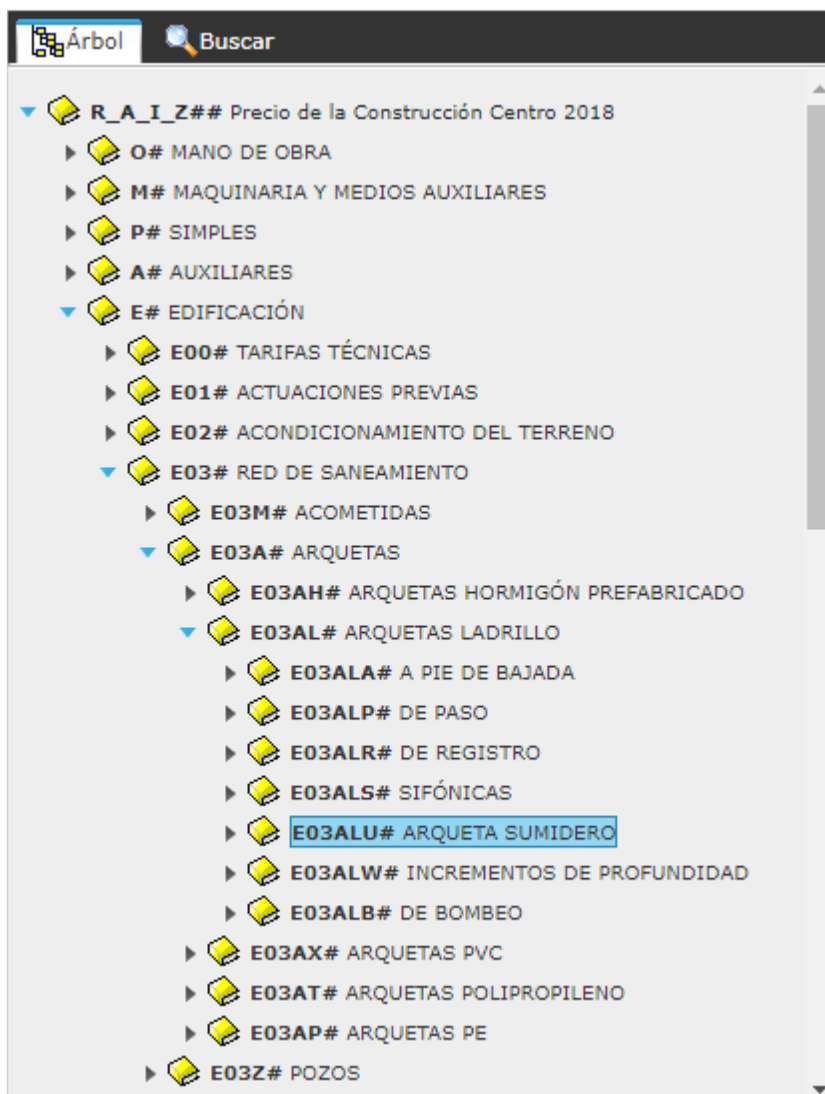 Árbol Buscar
R_A_I_Z## Precio de la Construcción Centro 2018
O# MANO DE OBRA
M# MAQUINARIA Y MEDIOS AUXILIARES
P# SIMPLES
A# AUXILIARES
E# EDIFICACIÓN
E00# TARIFAS TÉCNICAS
E01# ACTUACIONES PREVIAS
E02# ACONDICIONAMIENTO DEL TERRENO
E03# RED DE SANEAMIENTO
E03M# ACOMETIDAS
E03A# ARQUETAS
E03AH# ARQUETAS HORMIGÓN PREFABRICADO
E03AL# ARQUETAS LADRILLO
E03ALA# A PIE DE BAJADA
E03ALP# DE PASO
E03ALR# DE REGISTRO
E03ALS# SIFÓNICAS
E03ALU# ARQUETA SUMIDERO
E03ALW# INCREMENTOS DE PROFUNDIDAD
E03ALB# DE BOMBEO
E03AX# ARQUETAS PVC
E03AT# ARQUETAS POLIPROPILENO
E03AP# ARQUETAS PE
E03Z# POZOS